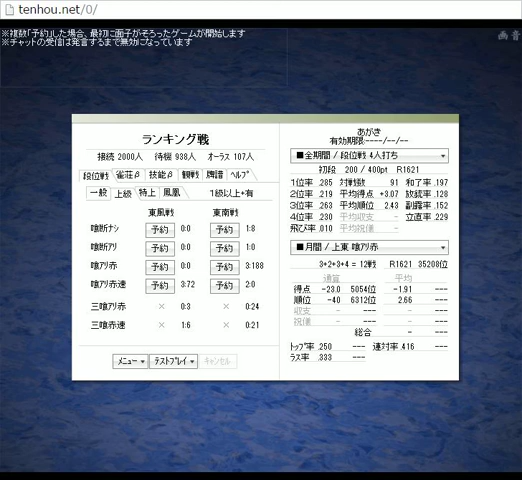 tenhou.net/0/
※複数「予約」した場合、最初に面子がそろったゲームが開始します
※チャットの受信は発言するまで無効になっています
画 音
ランキング戦
接続 2000人 待機 938人 オーラス 107人
段位戦 雀荘β 技能β 観戦 牌譜 ヘルプ
一般 上級 特上 鳳凰 1級以上+有
東風戦 東南戦
喰断ナシ 予約 0:0 予約 1:8
喰断アリ 予約 0:0 予約 1:0
喰アリ赤 予約 0:0 予約 3:188
喰アリ赤速 予約 3:72 予約 2:0
三喰アリ赤 × 0:3 × 0:24
三喰アリ赤速 × 1:6 × 0:21
メニュー テストプレイ キャンセル
あがき
有効期限:----/--/--
■全期間 / 段位戦 4人打ち
初段 200 / 400pt R1621
1位率 .285 対戦数 91 和了率 .197
2位率 .219 平均得点 +3.07 放銃率 .128
3位率 .263 平均順位 2.43 副露率 .152
4位率 .230 平均収支 - 立直率 .229
飛び率 .010 平均祝儀 -
■月間 / 上東 喰アリ赤
3+2+3+4 = 12戦 R1621 35208位
通算 平均
得点 -23.0 5054位 -1.91 ---
順位 -40 6312位 2.66 ---
収支 - --- - ---
祝儀 - --- - ---
総合 - ---
トップ率 .250 --- 連対率 .416 ---
ラス率 .333 ---